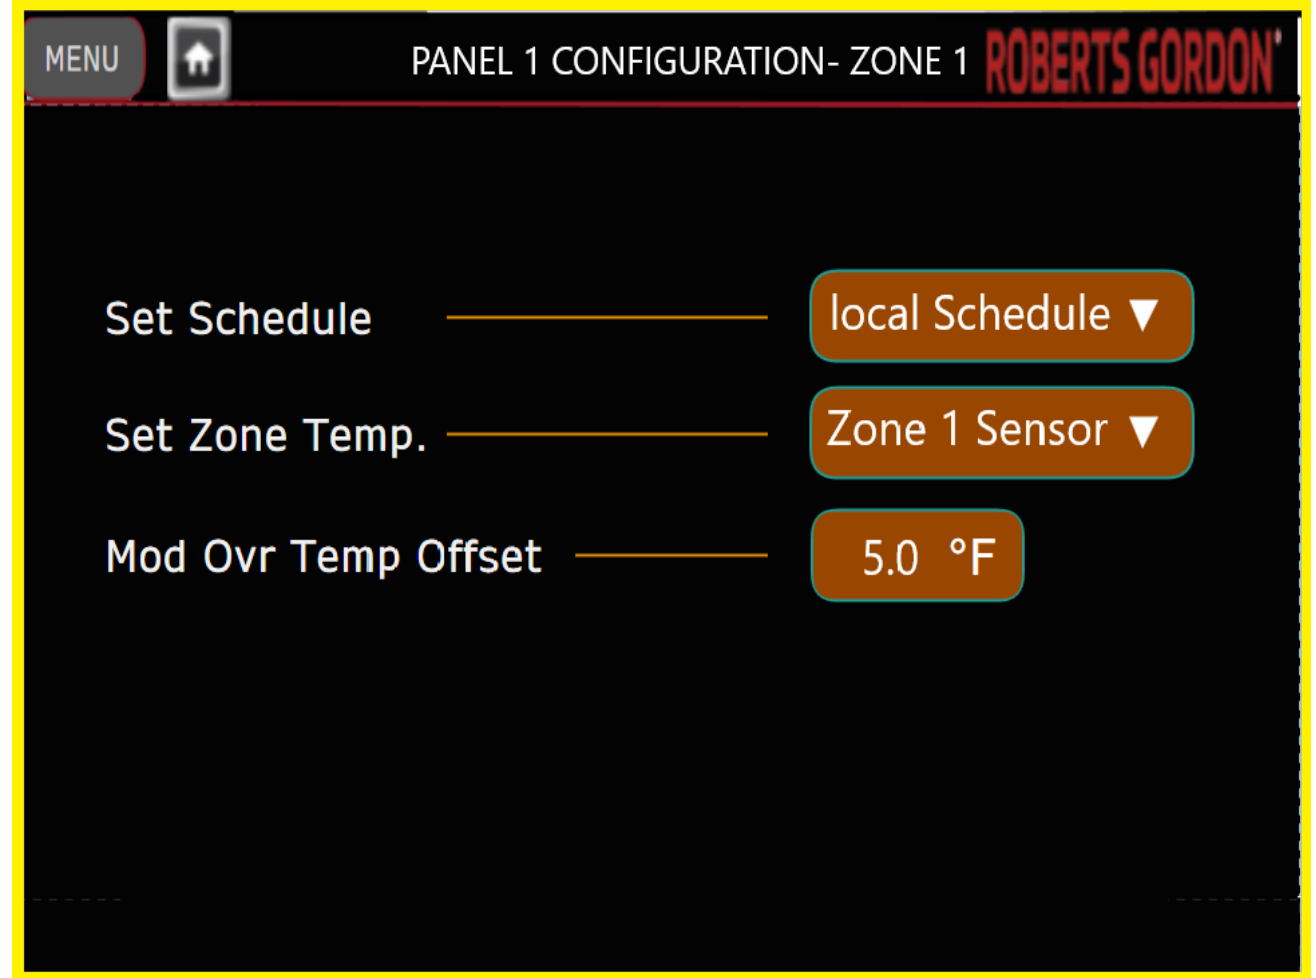 MENU PANEL 1 CONFIGURATION- ZONE 1 ROBERTS GORDON®
Set Schedule local Schedule ▼
Set Zone Temp. Zone 1 Sensor ▼
Mod Ovr Temp Offset 5.0 °F